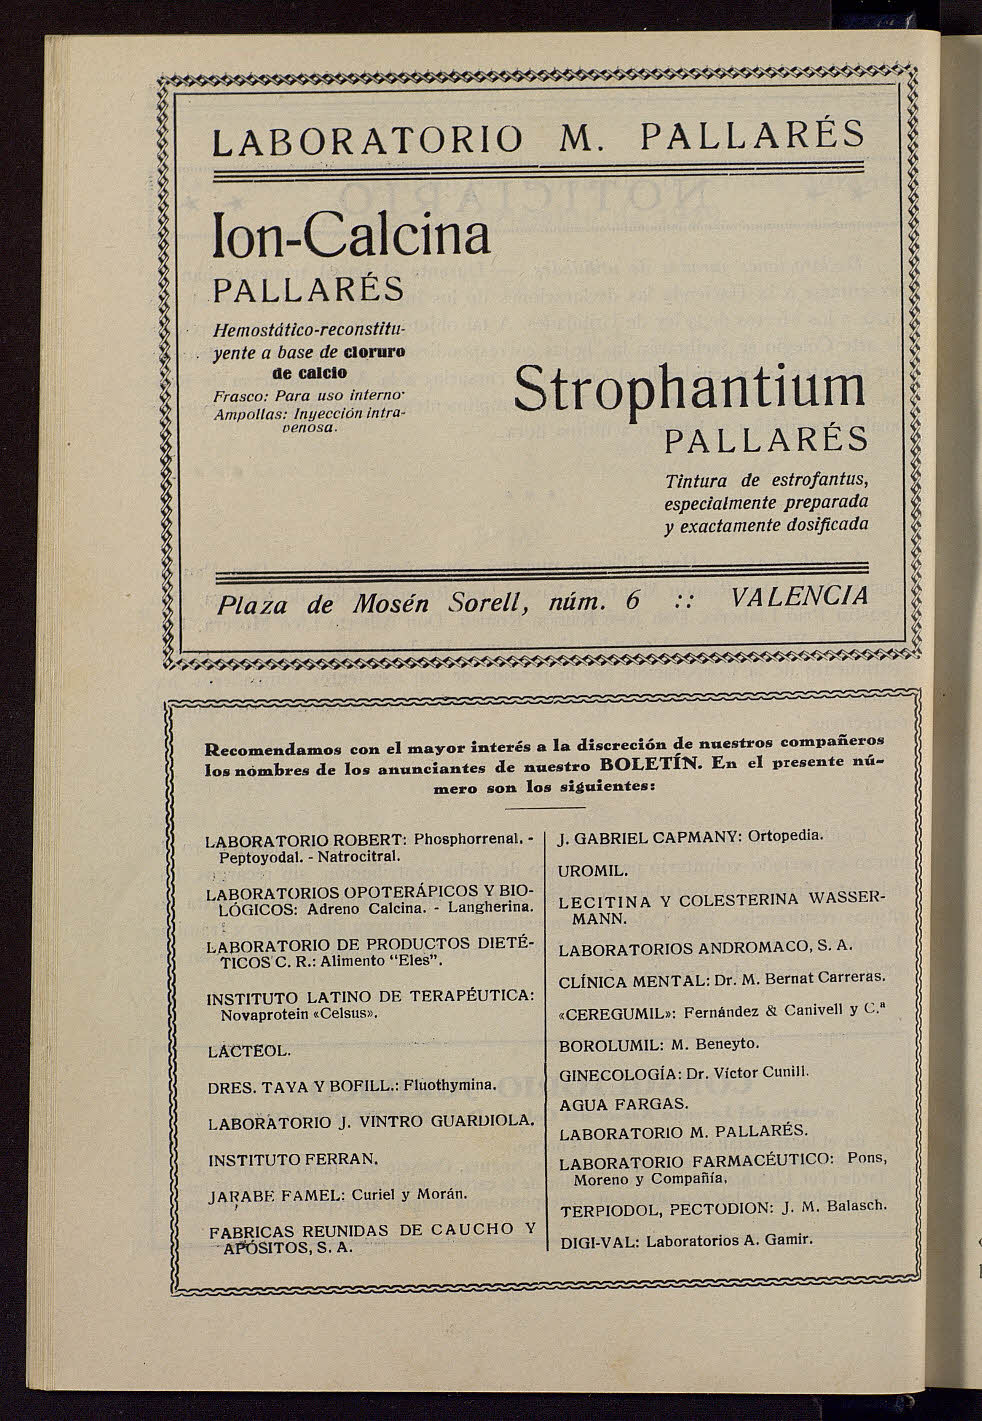 LABORATORIO M. PALLARÉS
Ion-Calcina
PALLARÉS
Hemostático-reconstitu-
yente a base de cloruro
de calcio
Frasco: Para uso interno
Ampollas: Inyección intra-
venosa.
Strophantium
PALLARÉS
Tintura de estrofantus,
especialmente preparada
y exactamente dosificada
Plaza de Mosén Sorell, núm. 6 :: VALENCIA
Recomendamos con el mayor interés a la discreción de nuestros compañeros
los nombres de los anunciantes de nuestro BOLETÍN. En el presente nú-
mero son los siguientes:
LABORATORIO ROBERT: Phosphorrenal. -
Peptoyodal. - Natrocitral.
LABORATORIOS OPOTERÁPICOS Y BIO-
LÓGICOS: Adreno Calcina. - Langherina.
LABORATORIO DE PRODUCTOS DIETÉ-
TICOS C. R.: Alimento “Eles”.
INSTITUTO LATINO DE TERAPÉUTICA:
Novaprotein «Celsus».
LACTEOL.
DRES. TAYA Y BOFILL.: Fluothymina.
LABORATORIO J. VINTRO GUARDIOLA.
INSTITUTO FERRAN.
JARABE FAMEL: Curiel y Morán.
FABRICAS REUNIDAS DE CAUCHO Y
APÓSITOS, S. A.
J. GABRIEL CAPMANY: Ortopedia.
UROMIL.
LECITINA Y COLESTERINA WASSER-
MANN.
LABORATORIOS ANDROMACO, S. A.
CLÍNICA MENTAL: Dr. M. Bernat Carreras.
«CEREGUMIL»: Fernández & Canivell y C.ª
BOROLUMIL: M. Beneyto.
GINECOLOGÍA: Dr. Víctor Cunill.
AGUA FARGAS.
LABORATORIO M. PALLARÉS.
LABORATORIO FARMACÉUTICO: Pons,
Moreno y Compañía.
TERPIODOL, PECTODION: J. M. Balasch.
DIGI-VAL: Laboratorios A. Gamir.